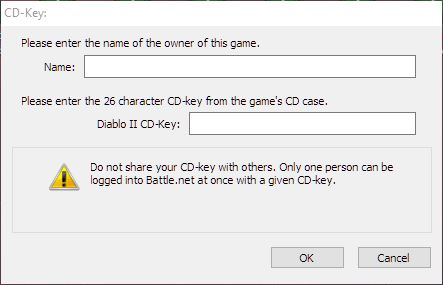 CD-Key:
Please enter the name of the owner of this game.
Name:
Please enter the 26 character CD-key from the game's CD case.
Diablo II CD-Key:
Do not share your CD-key with others. Only one person can be
logged into Battle.net at once with a given CD-key.
OK Cancel